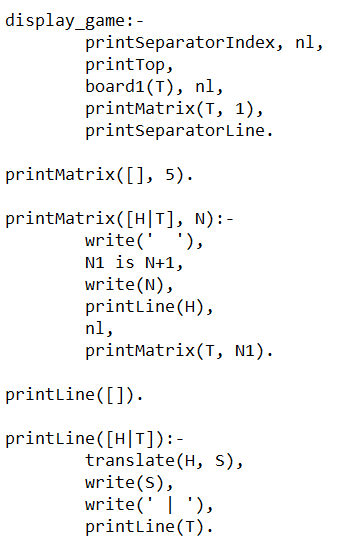 display_game:-
        printSeparatorIndex, nl,
        printTop,
        board1(T), nl,
        printMatrix(T, 1),
        printSeparatorLine.

printMatrix([], 5).

printMatrix([H|T], N):-
        write('  '),
        N1 is N+1,
        write(N),
        printLine(H),
        nl,
        printMatrix(T, N1).

printLine([]).

printLine([H|T]):-
        translate(H, S),
        write(S),
        write(' | '),
        printLine(T).